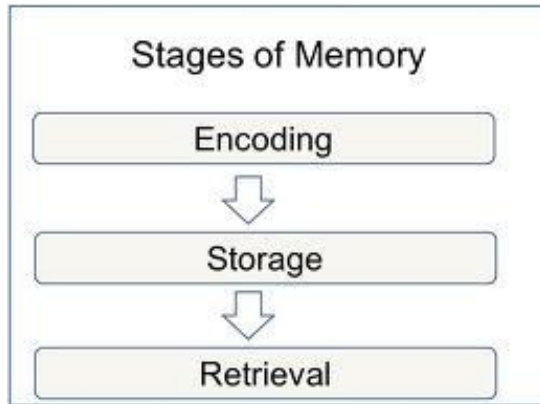 Stages of Memory
Encoding
Storage
Retrieval